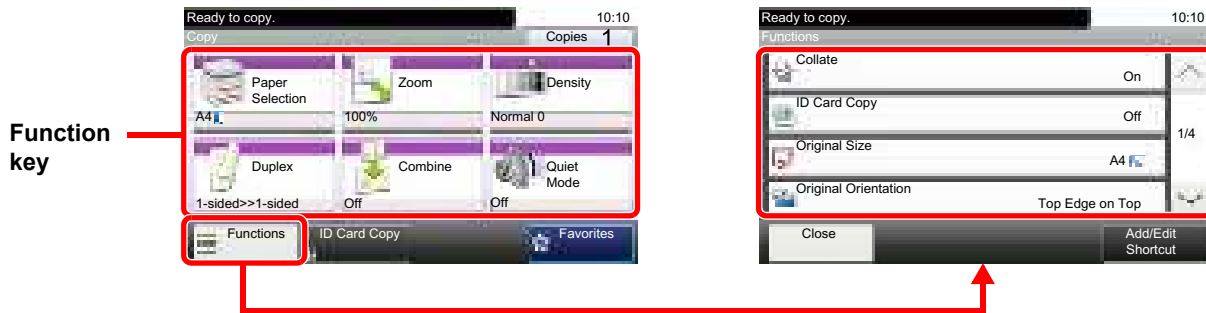 Function
key
Ready to copy. 10:10
Copy Copies 1
Paper
Selection
A4
Zoom
100%
Density
Normal 0
Duplex
1-sided>>1-sided
Combine
Off
Quiet
Mode
Off
Functions ID Card Copy Favorites
Ready to copy. 10:10
Functions
Collate
On
ID Card Copy
Off
1/4
Original Size
A4
Original Orientation
Top Edge on Top
Close
Add/Edit
Shortcut